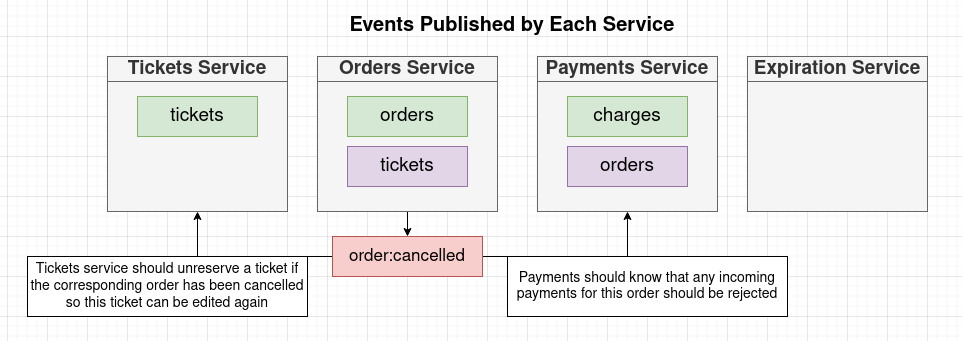 Events Published by Each Service
Tickets Service
Orders Service
Payments Service
Expiration Service
tickets
orders
charges
tickets
orders
order:cancelled
Tickets service should unreserve a ticket if
the corresponding order has been cancelled
so this ticket can be edited again
Payments should know that any incoming
payments for this order should be rejected